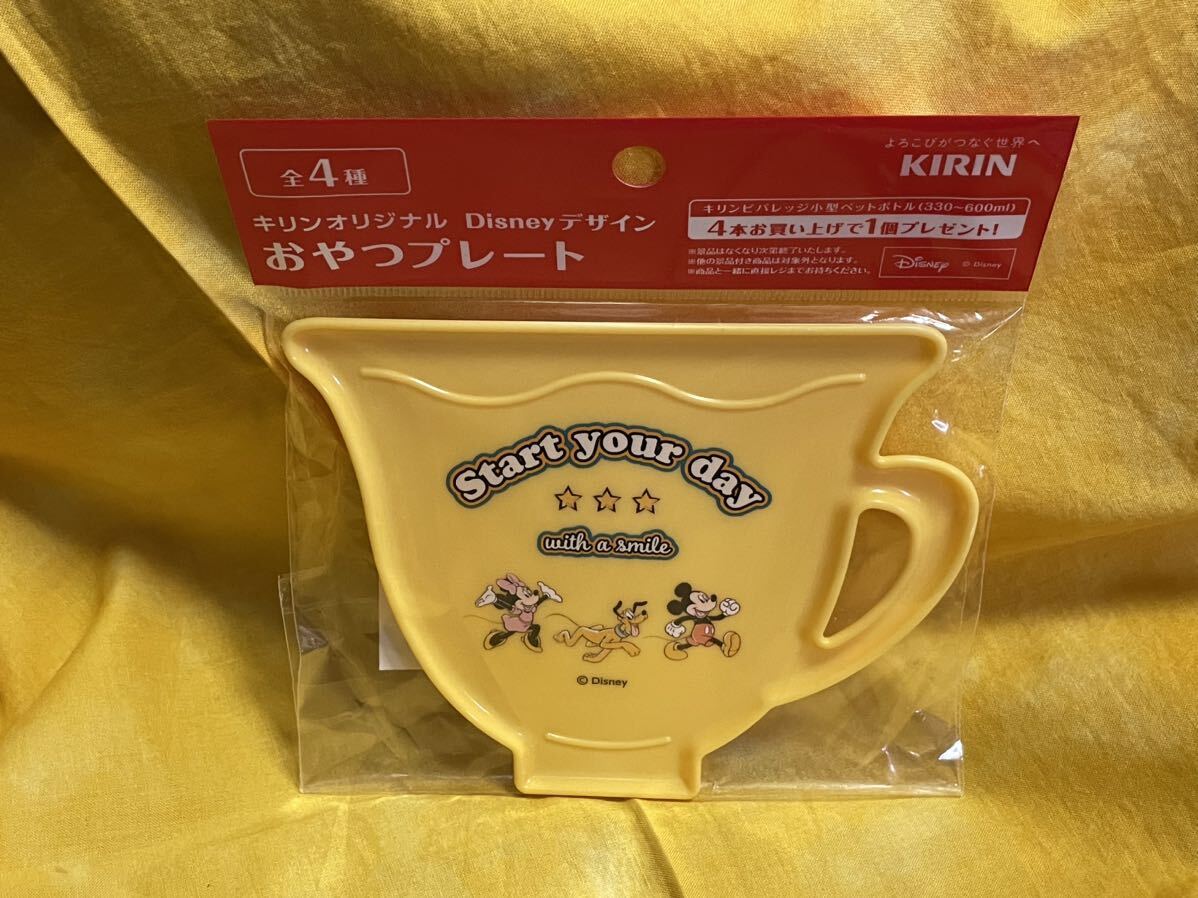 全4種
キリンオリジナル Disneyデザイン
おやつプレート
よろこびがつなぐ世界へ
KIRIN
キリンビバレッジ小型ペットボトル(330~600ml)
4本お買い上げで1個プレゼント!
※景品はなくなり次第終了いたします。
※他の景品付き商品は対象外となります。
※商品と一緒に直接レジまでお持ちください。
Disney © Disney
Start your day
with a smile
© Disney